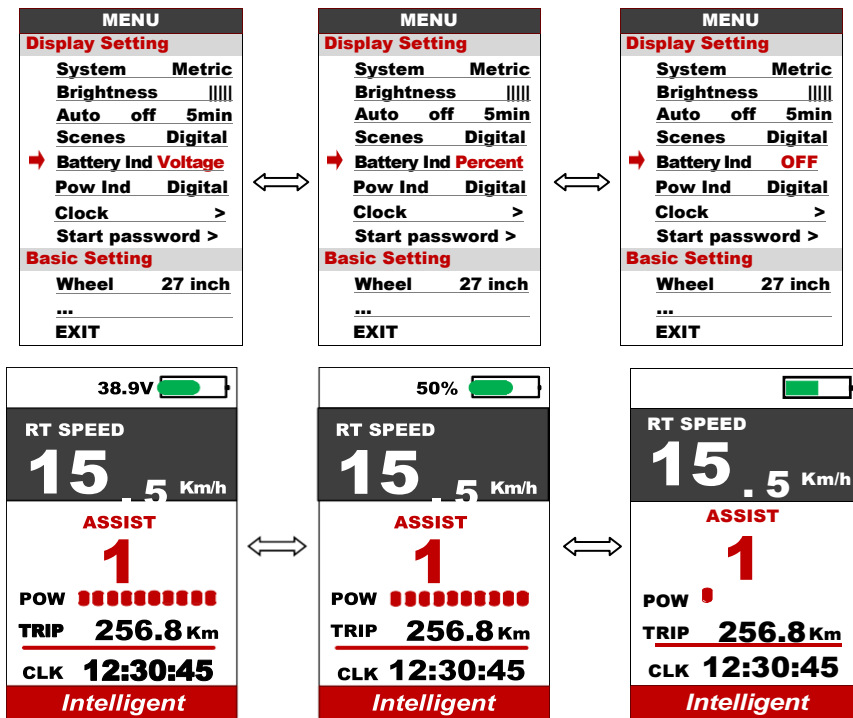 MENU
Display Setting
System Metric
Brightness |||||
Auto off 5min
Scenes Digital
Battery Ind Voltage
Pow Ind Digital
Clock >
Start password >
Basic Setting
Wheel 27 inch
...
EXIT
MENU
Display Setting
System Metric
Brightness |||||
Auto off 5min
Scenes Digital
Battery Ind Percent
Pow Ind Digital
Clock >
Start password >
Basic Setting
Wheel 27 inch
...
EXIT
MENU
Display Setting
System Metric
Brightness |||||
Auto off 5min
Scenes Digital
Battery Ind OFF
Pow Ind Digital
Clock >
Start password >
Basic Setting
Wheel 27 inch
...
EXIT
38.9V
RT SPEED
15.5 Km/h
ASSIST
1
POW
TRIP 256.8 Km
CLK 12:30:45
Intelligent
50%
RT SPEED
15.5 Km/h
ASSIST
1
POW
TRIP 256.8 Km
CLK 12:30:45
Intelligent
RT SPEED
15.5 Km/h
ASSIST
1
POW
TRIP 256.8 Km
CLK 12:30:45
Intelligent